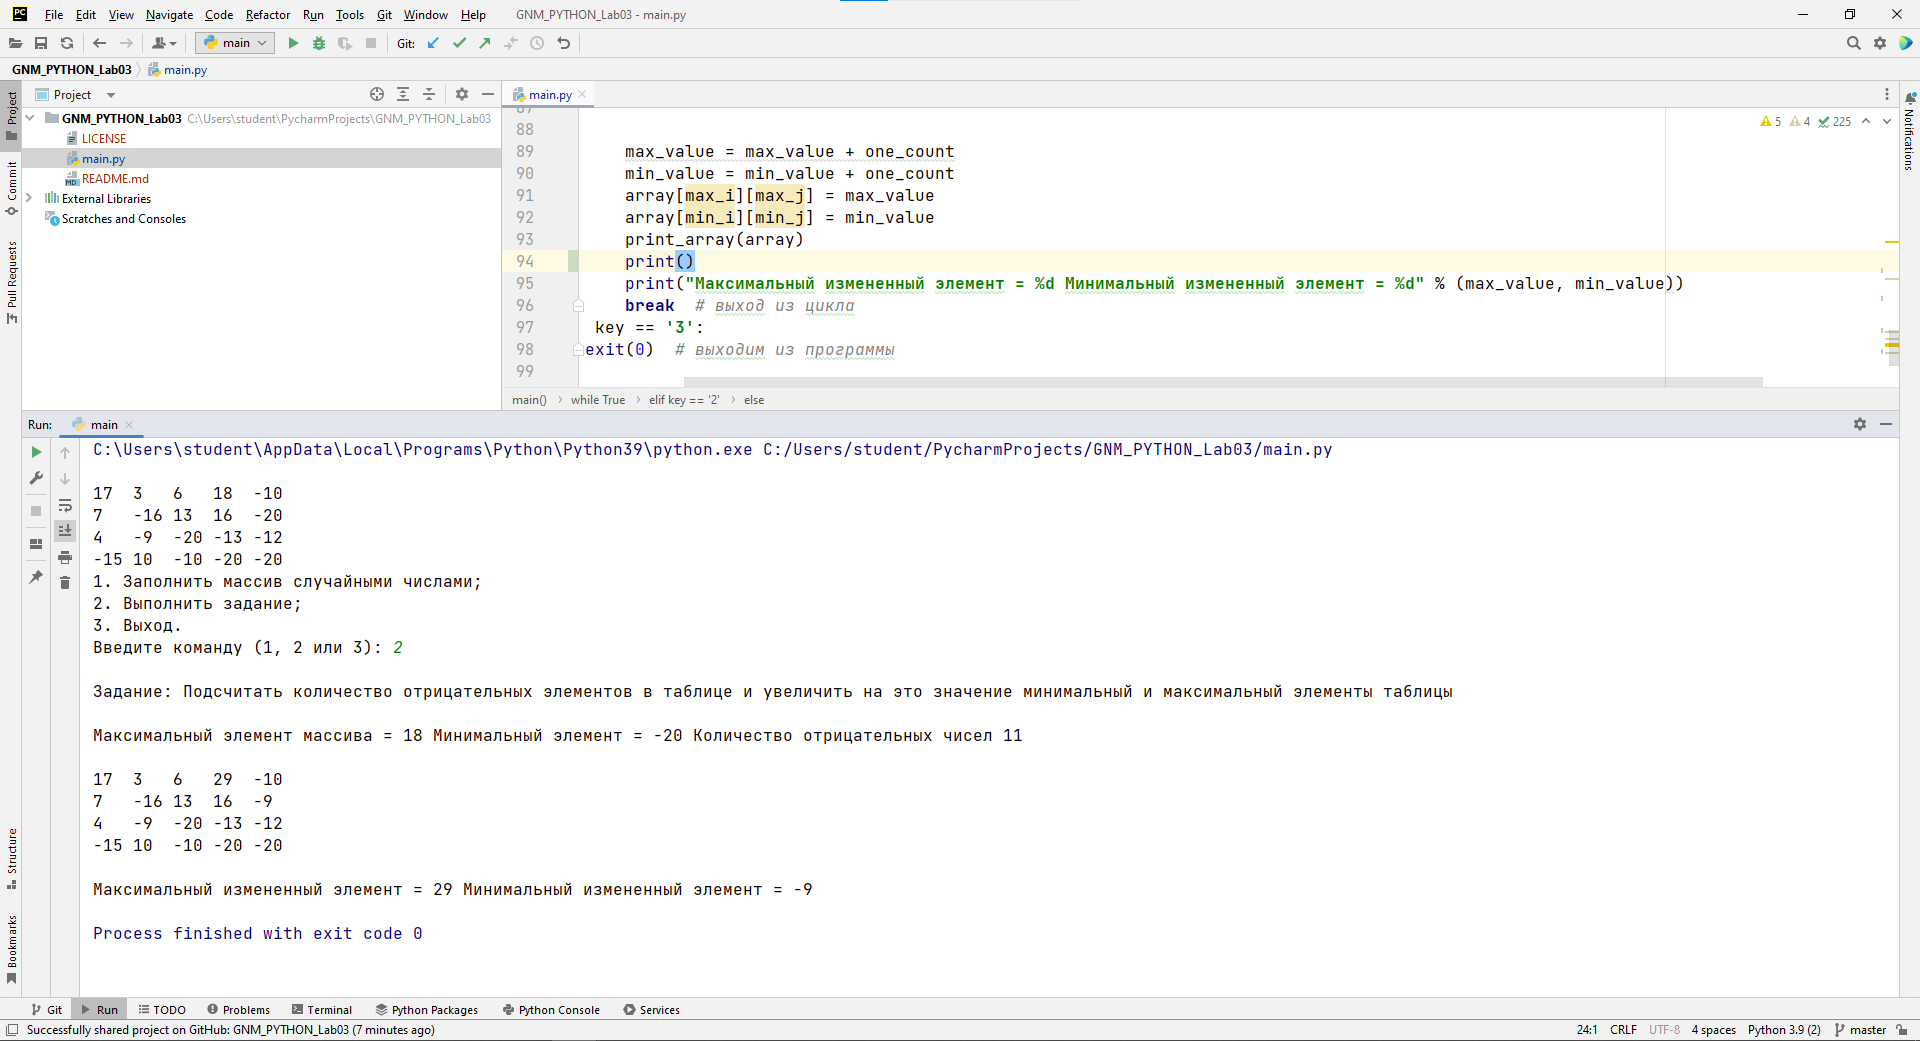 PC File Edit View Navigate Code Refactor Run Tools Git Window Help GNM_PYTHON_Lab03 - main.py
main Git:
GNM_PYTHON_Lab03 main.py
Project
GNM_PYTHON_Lab03 C:\Users\student\PycharmProjects\GNM_PYTHON_Lab03
LICENSE
main.py
README.md
External Libraries
Scratches and Consoles
Project
Commit
Pull Requests
Structure
Bookmarks
Notifications
main.py
5 4 225
87
88
89 max_value = max_value + one_count
90 min_value = min_value + one_count
91 array[max_i][max_j] = max_value
92 array[min_i][min_j] = min_value
93 print_array(array)
94 print()
95 print("Максимальный измененный элемент = %d Минимальный измененный элемент = %d" % (max_value, min_value))
96 break # выход из цикла
97 key == '3':
98 exit(0) # выходим из программы
99
main() while True elif key == '2' else
Run: main
C:\Users\student\AppData\Local\Programs\Python\Python39\python.exe C:/Users/student/PycharmProjects/GNM_PYTHON_Lab03/main.py
17 3 6 18 -10
7 -16 13 16 -20
4 -9 -20 -13 -12
-15 10 -10 -20 -20
1. Заполнить массив случайными числами;
2. Выполнить задание;
3. Выход.
Введите команду (1, 2 или 3): 2
Задание: Подсчитать количество отрицательных элементов в таблице и увеличить на это значение минимальный и максимальный элементы таблицы
Максимальный элемент массива = 18 Минимальный элемент = -20 Количество отрицательных чисел 11
17 3 6 29 -10
7 -16 13 16 -9
4 -9 -20 -13 -12
-15 10 -10 -20 -20
Максимальный измененный элемент = 29 Минимальный измененный элемент = -9
Process finished with exit code 0
Git Run TODO Problems Terminal Python Packages Python Console Services
Successfully shared project on GitHub: GNM_PYTHON_Lab03 (7 minutes ago) 24:1 CRLF UTF-8 4 spaces Python 3.9 (2) master